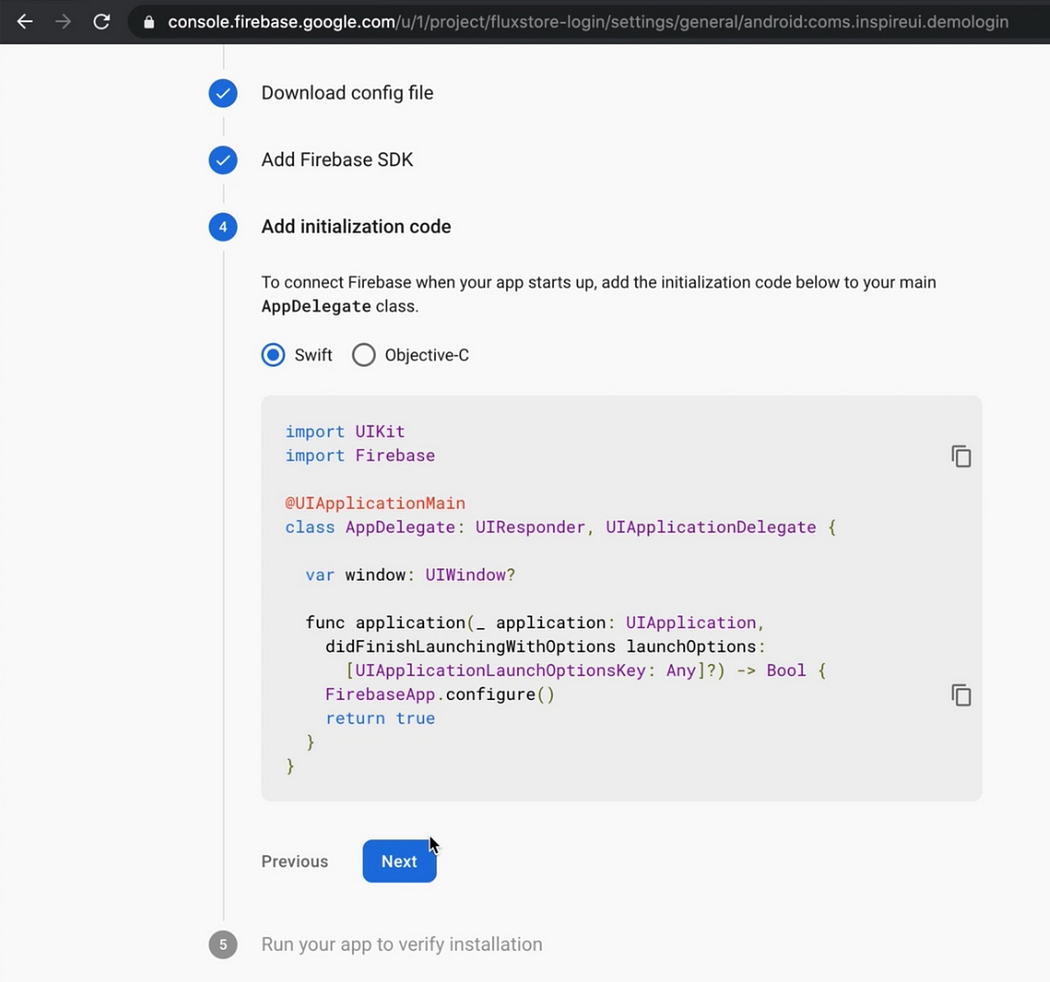 console.firebase.google.com/u/1/project/fluxstore-login/settings/general/android:coms.inspireui.demologin
Download config file
Add Firebase SDK
4 Add initialization code
To connect Firebase when your app starts up, add the initialization code below to your main
AppDelegate class.
Swift Objective-C
import UIKit
import Firebase
@UIApplicationMain
class AppDelegate: UIResponder, UIApplicationDelegate {
var window: UIWindow?
func application(_ application: UIApplication,
didFinishLaunchingWithOptions launchOptions:
[UIApplicationLaunchOptionsKey: Any]?) -> Bool {
FirebaseApp.configure()
return true
}
}
Previous Next
5 Run your app to verify installation